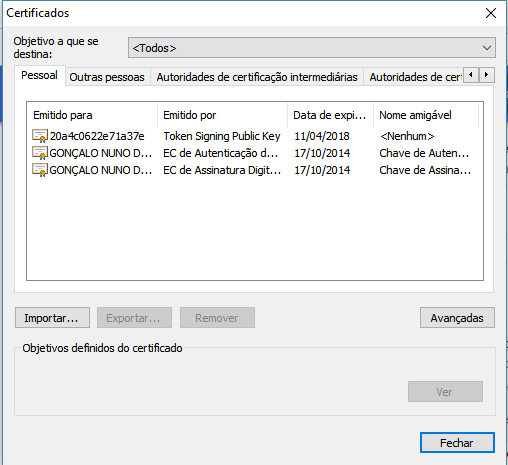 Certificados
Objetivo a que se destina:
<Todos>
Pessoal Outras pessoas Autoridades de certificação intermediárias Autoridades de cert
Emitido para Emitido por Data de expi... Nome amigável
20a4c0622e71a37e Token Signing Public Key 11/04/2018 <Nenhum>
GONÇALO NUNO D... EC de Autenticação d... 17/10/2014 Chave de Auten...
GONÇALO NUNO D... EC de Assinatura Digit... 17/10/2014 Chave de Assina...
Importar... Exportar... Remover Avançadas
Objetivos definidos do certificado
Ver
Fechar